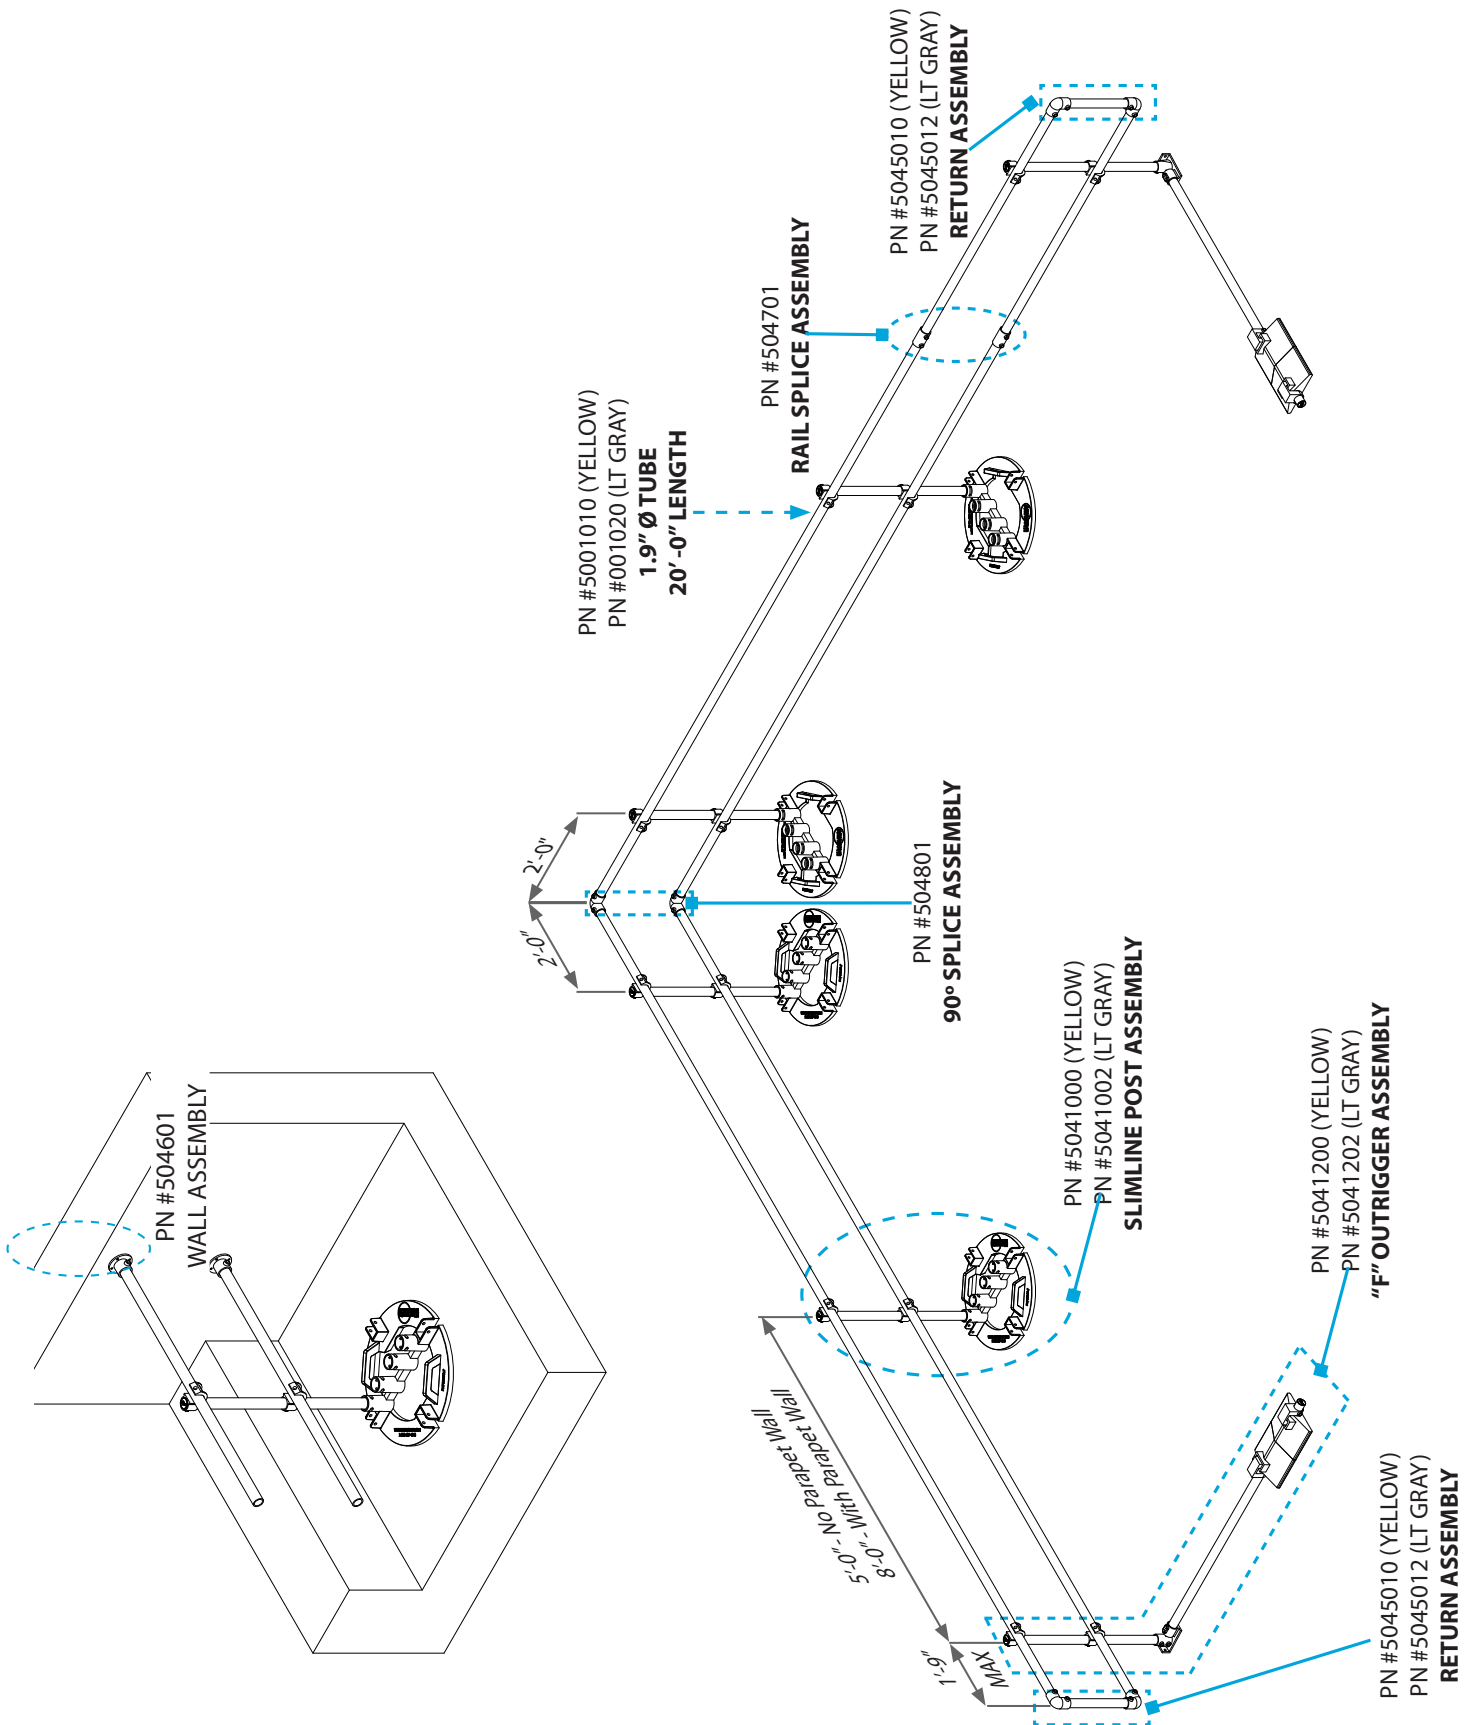 PN #504601
WALL ASSEMBLY
PN #5045010 (YELLOW)
PN #5045012 (LT GRAY)
RETURN ASSEMBLY
PN #504701
RAIL SPLICE ASSEMBLY
PN #5001010 (YELLOW)
PN #001020 (LT GRAY)
1.9” Ø TUBE
20’ -0” LENGTH
2’-0”
2’-0”
PN #504801
90º SPLICE ASSEMBLY
PN #5041000 (YELLOW)
PN #5041002 (LT GRAY)
SLIMLINE POST ASSEMBLY
5’-0”- No Parapet Wall
8’-0”- With Parapet Wall
1’-9”
MAX
PN #5041200 (YELLOW)
PN #5041202 (LT GRAY)
“F” OUTRIGGER ASSEMBLY
PN #5045010 (YELLOW)
PN #5045012 (LT GRAY)
RETURN ASSEMBLY